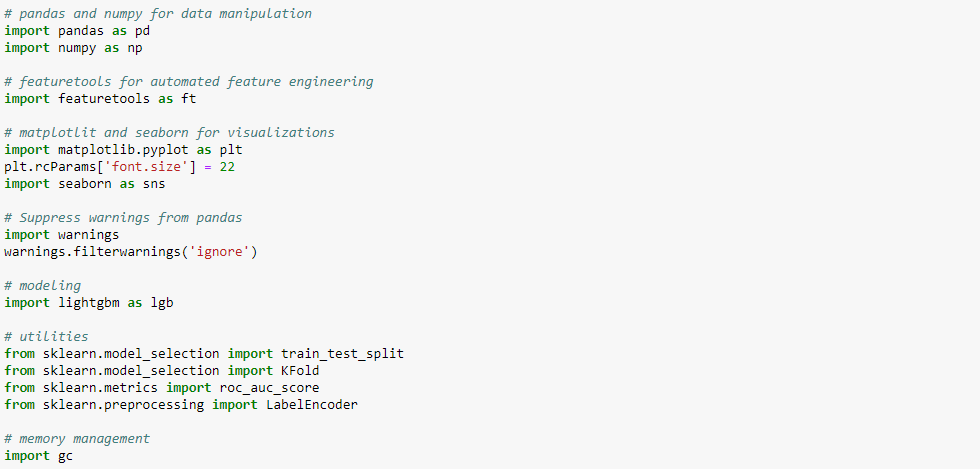 # pandas and numpy for data manipulation
import pandas as pd
import numpy as np
# featuretools for automated feature engineering
import featuretools as ft
# matplotlit and seaborn for visualizations
import matplotlib.pyplot as plt
plt.rcParams['font.size'] = 22
import seaborn as sns
# Suppress warnings from pandas
import warnings
warnings.filterwarnings('ignore')
# modeling
import lightgbm as lgb
# utilities
from sklearn.model_selection import train_test_split
from sklearn.model_selection import KFold
from sklearn.metrics import roc_auc_score
from sklearn.preprocessing import LabelEncoder
# memory management
import gc